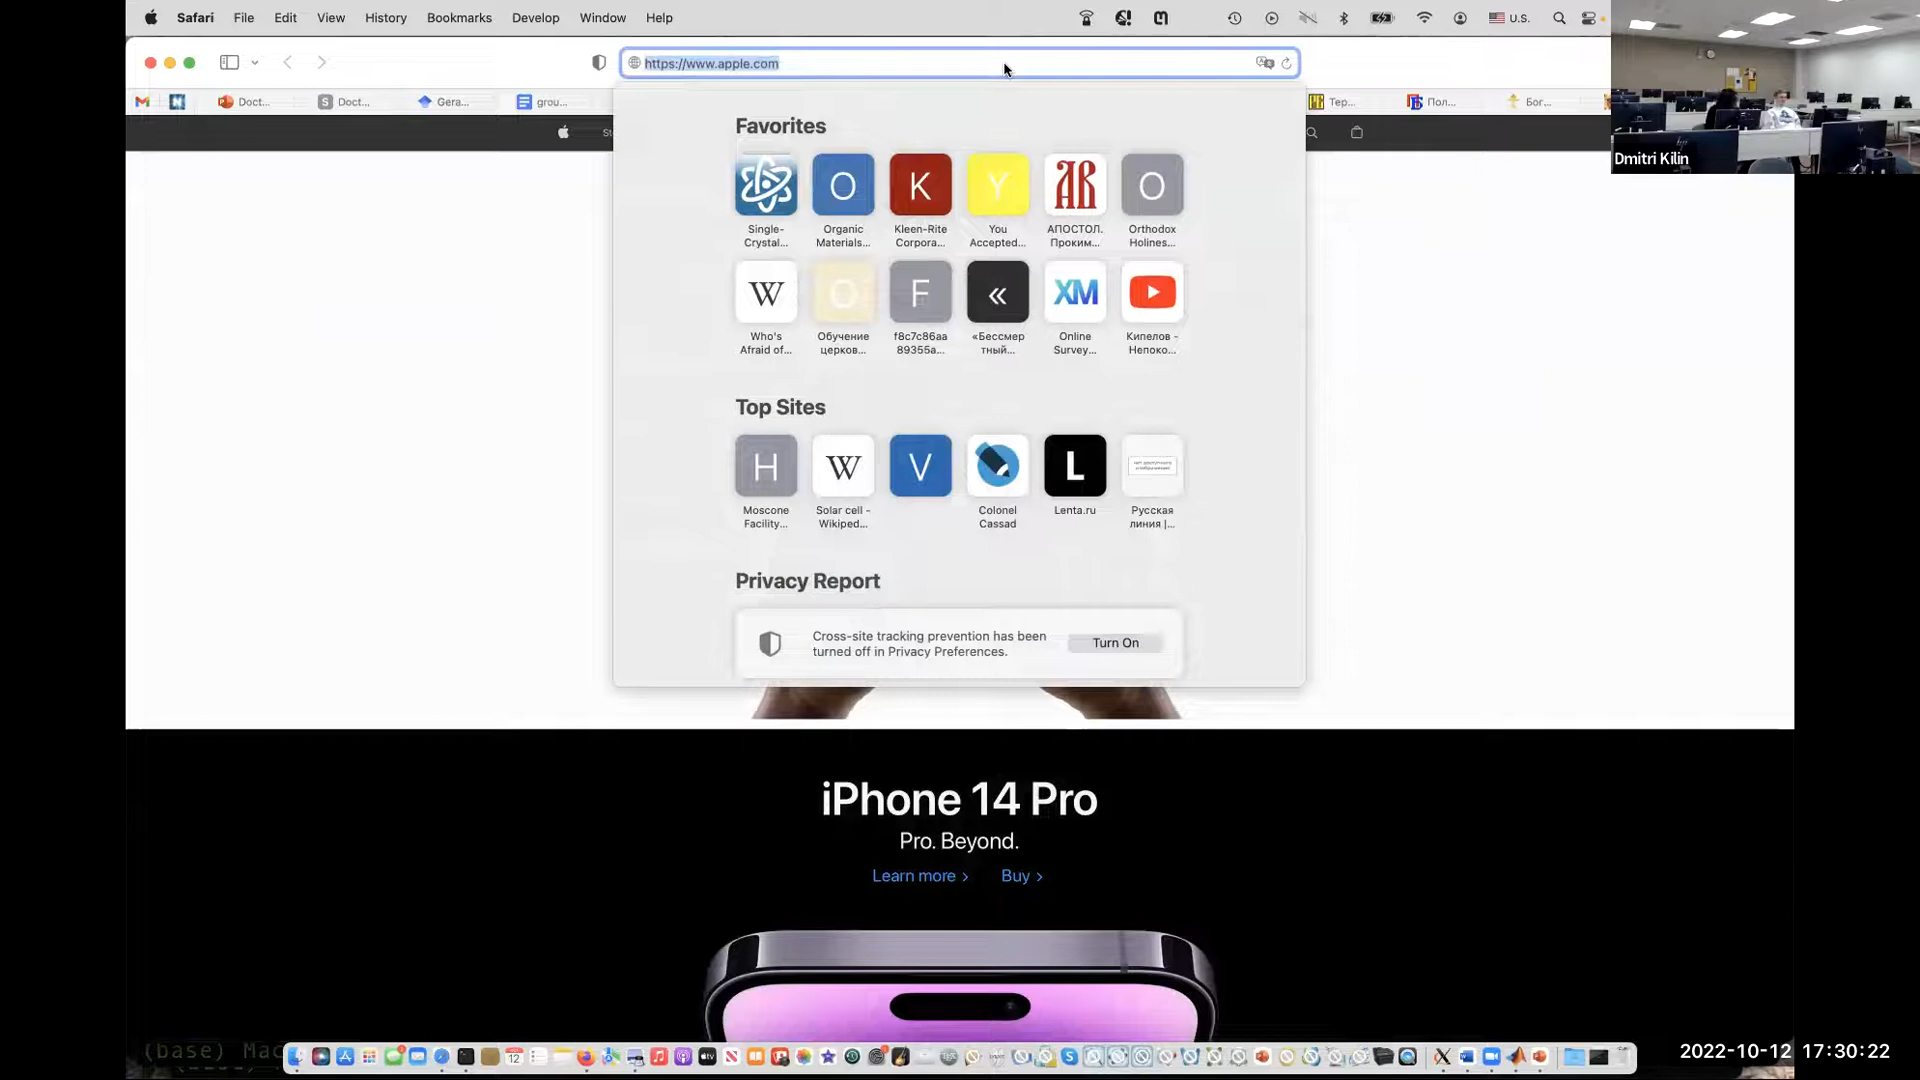 Safari File Edit View History Bookmarks Develop Window Help U.S.
https://www.apple.com
Doct... S Doct... Gera... grou... Тер... Пол... Бог...
Dmitri Kilin
Favorites
O K Y АВ O
Single-
Crystal...
Organic
Materials...
Kleen-Rite
Corpora...
You
Accepted...
АПОСТОЛ.
Проким...
Orthodox
Holines...
W O F « XM
Who's
Afraid of...
Обучение
церков...
f8c7c86aa
89355a...
«Бессмер
тный...
Online
Survey...
Кипелов -
Непоко...
Top Sites
H W V L
Moscone
Facility...
Solar cell -
Wikiped...
Colonel
Cassad
Lenta.ru
Русская
линия |...
Privacy Report
Cross-site tracking prevention has been
turned off in Privacy Preferences.
Turn On
iPhone 14 Pro
Pro. Beyond.
Learn more > Buy >
(base) Mac
12
2022-10-12 17:30:22